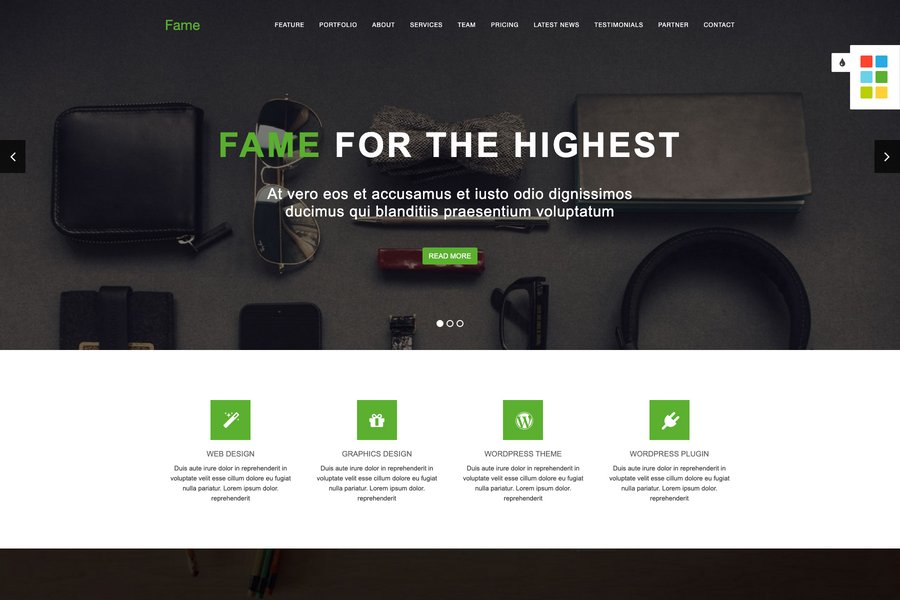 Fame
FEATURE PORTFOLIO ABOUT SERVICES TEAM PRICING LATEST NEWS TESTIMONIALS PARTNER CONTACT
FAME FOR THE HIGHEST
At vero eos et accusamus et iusto odio dignissimos
ducimus qui blanditiis praesentium voluptatum
READ MORE
WEB DESIGN
Duis aute irure dolor in reprehenderit in
voluptate velit esse cillum dolore eu fugiat
nulla pariatur. Lorem ipsum dolor.
reprehenderit
GRAPHICS DESIGN
Duis aute irure dolor in reprehenderit in
voluptate velit esse cillum dolore eu fugiat
nulla pariatur. Lorem ipsum dolor.
reprehenderit
WORDPRESS THEME
Duis aute irure dolor in reprehenderit in
voluptate velit esse cillum dolore eu fugiat
nulla pariatur. Lorem ipsum dolor.
reprehenderit
WORDPRESS PLUGIN
Duis aute irure dolor in reprehenderit in
voluptate velit esse cillum dolore eu fugiat
nulla pariatur. Lorem ipsum dolor.
reprehenderit